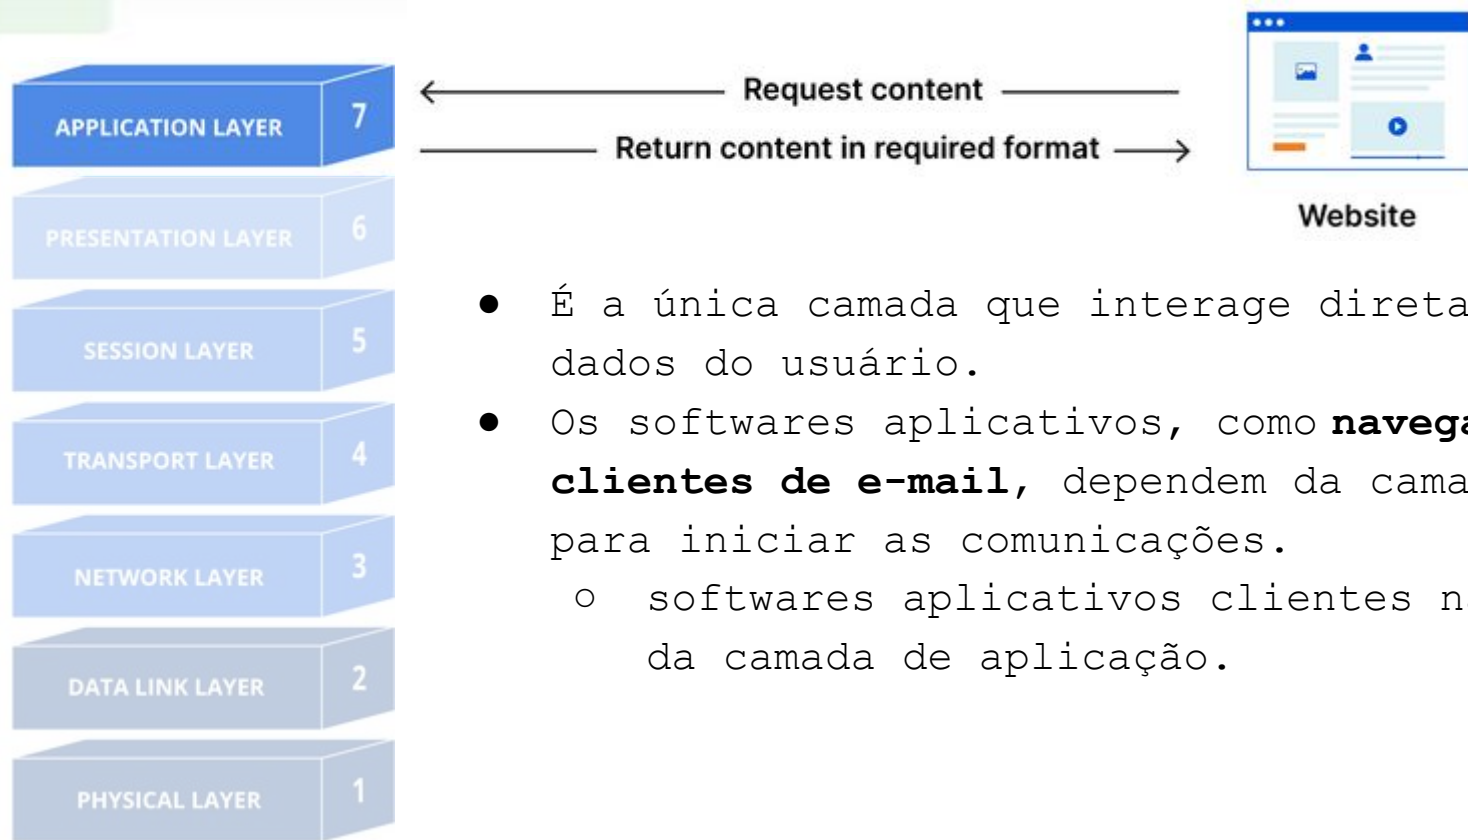 APPLICATION LAYER 7
PRESENTATION LAYER 6
SESSION LAYER 5
TRANSPORT LAYER 4
NETWORK LAYER 3
DATA LINK LAYER 2
PHYSICAL LAYER 1
Request content
Return content in required format
Website
● É a única camada que interage direta
dados do usuário.
● Os softwares aplicativos, como navega
clientes de e-mail, dependem da cama
para iniciar as comunicações.
○ softwares aplicativos clientes
da camada de aplicação.